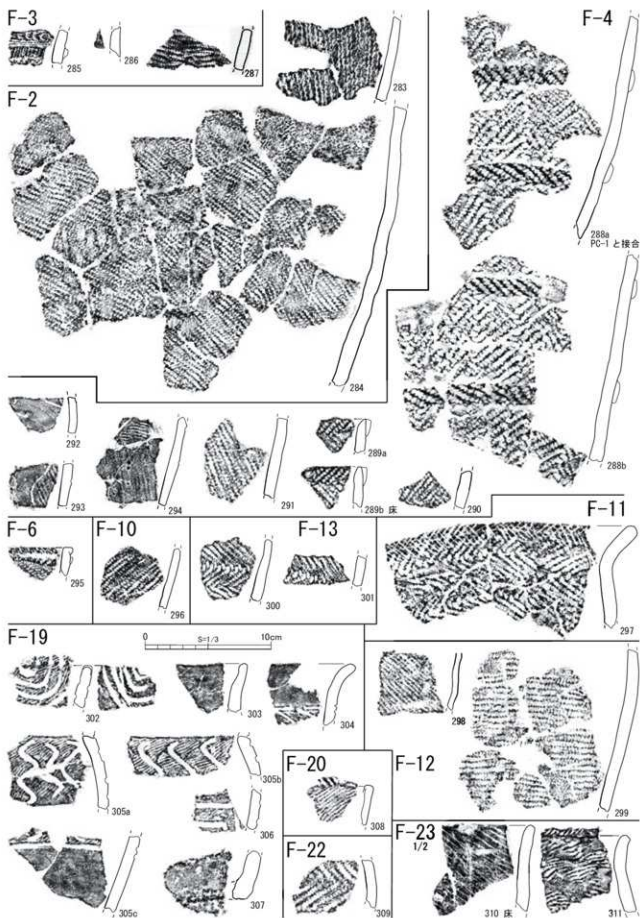 F-3
285
286
287
283
F-4
F-2
288a
PC-1 と接合
284
288b
292
293
294
291
289a
289b 床
290
F-6
295
F-10
296
F-13
300
301
F-11
297
F-19
S=1/3
0 10cm
302
303
304
298
F-12
299
305a
305b
306
F-20
308
305c
307
F-22
309
F-23
1/2
310 床
311